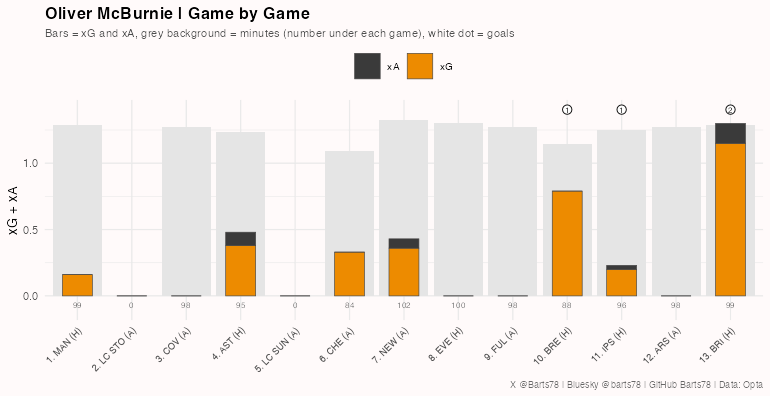 Oliver McBurnie | Game by Game
Bars = xG and xA, grey background = minutes (number under each game), white dot = goals
xA xG
1 1 2
xG + xA
1.0
0.5
0.0
99 0 98 95 0 84 102 100 98 88 96 98 99
1. MAN (H)
2. LC STO (A)
3. COV (A)
4. AST (H)
5. LC SUN (A)
6. CHE (A)
7. NEW (A)
8. EVE (H)
9. FUL (A)
10. BRE (H)
11. IPS (H)
12. ARS (A)
13. BRI (H)
X @Barts78 | Bluesky @barts78 | GitHub Barts78 | Data: Opta